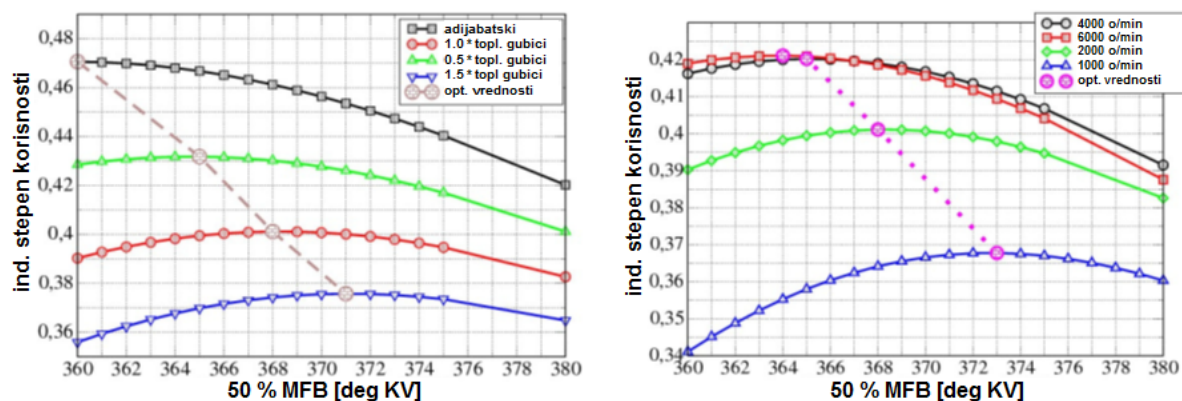 adijabatski
1.0*topl. gubici
0.5*topl gubici
1.5*topl gubici
opt. vrednosti
0,48
0,46
0,44
0,42
0,4
0,38
0,36
ind. stepen korisnosti
360 362 364 366 368 370 372 374 376 378 380
50 % MFB [deg KV]
4000 o/min
6000 o/min
2000 o/min
1000 o/min
opt. vrednosti
0,42
0,41
0,4
0,39
0,38
0,37
0,36
0,35
0,34
ind. stepen korisnosti
360 362 364 366 368 370 372 374 376 378 380
50 % MFB [deg KV]